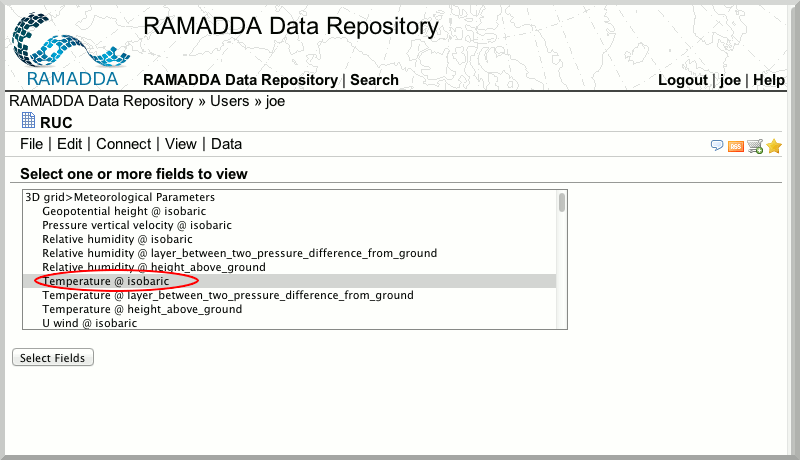 RAMADDA Data Repository
RAMADDA
RAMADDA Data Repository | Search
Logout | joe | Help
RAMADDA Data Repository » Users » joe
RUC
File | Edit | Connect | View | Data
RSS
Select one or more fields to view
3D grid>Meteorological Parameters
Geopotential height @ isobaric
Pressure vertical velocity @ isobaric
Relative humidity @ isobaric
Relative humidity @ layer_between_two_pressure_difference_from_ground
Relative humidity @ height_above_ground
Temperature @ isobaric
Temperature @ layer_between_two_pressure_difference_from_ground
Temperature @ height_above_ground
U wind @ isobaric
Select Fields